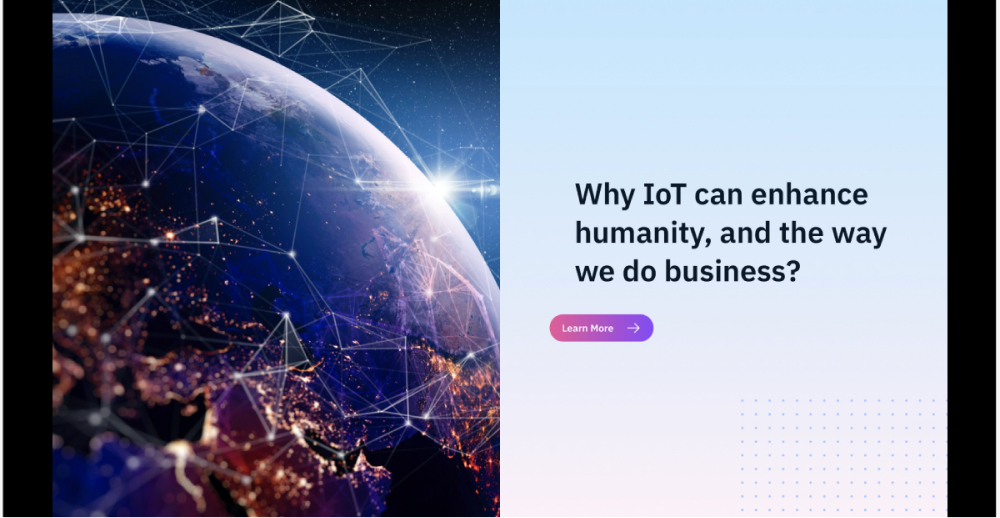 Why IoT can enhance
humanity, and the way
we do business?
Learn More